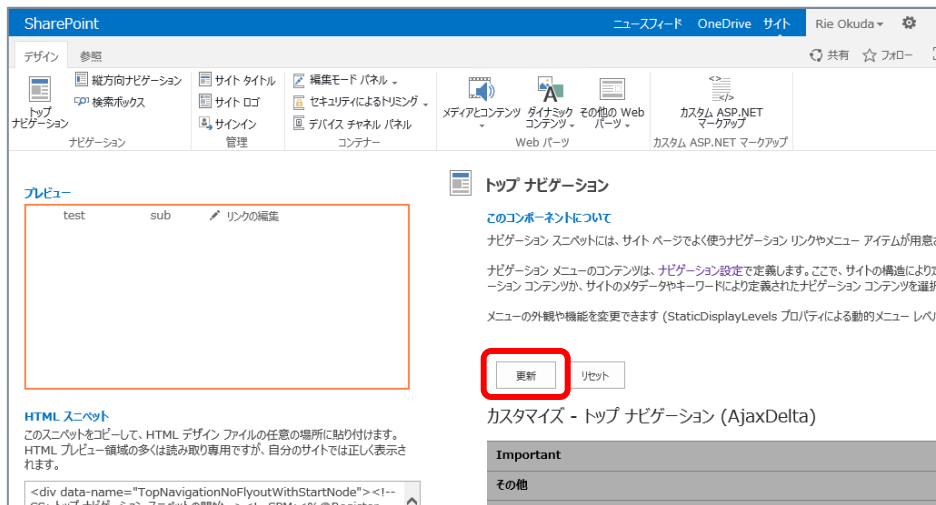 SharePoint
ニュースフィード OneDrive サイト Rie Okuda
デザイン 参照
共有 フォロー
トップ
ナビゲーション
縦方向ナビゲーション
検索ボックス
ナビゲーション
サイト タイトル
サイト ロゴ
サインイン
管理
編集モード パネル
セキュリティによるトリミング
デバイス チャネル パネル
コンテナー
メディアとコンテンツ
ダイナミック
コンテンツ
その他の Web
パーツ
Web パーツ
カスタム ASP.NET
マークアップ
カスタム ASP.NET マークアップ
プレビュー
test sub リンクの編集
HTML スニペット
このスニペットをコピーして、HTML デザイン ファイルの任意の場所に貼り付けます。
HTML プレビュー領域の多くは読み取り専用ですが、自分のサイトでは正しく表示さ
れます。
<div data-name="TopNavigationNoFlyoutWithStartNode"><!--
トップ ナビゲーション
このコンポーネントについて
ナビゲーション スニペットには、サイト ページでよく使うナビゲーション リンクやメニュー アイテムが用意
ナビゲーション メニューのコンテンツは、ナビゲーション設定で定義します。ここで、サイトの構造により
ーション コンテンツか、サイトのメタデータやキーワードにより定義されたナビゲーション コンテンツを選択
メニューの外観や機能を変更できます (StaticDisplayLevels プロパティによる動的メニュー レベ
更新 リセット
カスタマイズ - トップ ナビゲーション (AjaxDelta)
Important
その他